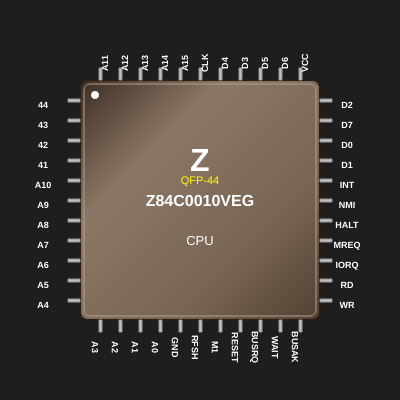 A11 A12 A13 A14 A15 CLK D4 D3 D5 D6 VCC
44
43
42
41
A10
A9
A8
A7
A6
A5
A4
Z
QFP-44
Z84C0010VEG
CPU
D2
D7
D0
D1
INT
NMI
HALT
MREQ
IORQ
RD
WR
A3 A2 A1 A0 GND RFSH M1 RESET BUSRQ WAIT BUSAK